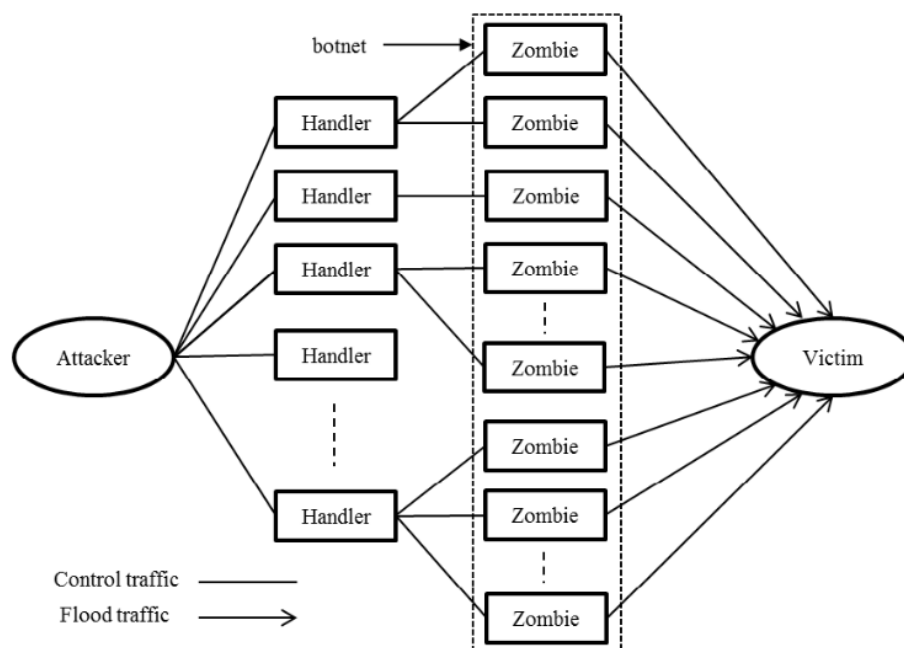 botnet
Zombie
Handler
Zombie
Handler
Zombie
Handler
Zombie
Attacker
Handler
Zombie
Victim
Zombie
Handler
Zombie
Control traffic
Flood traffic
Zombie